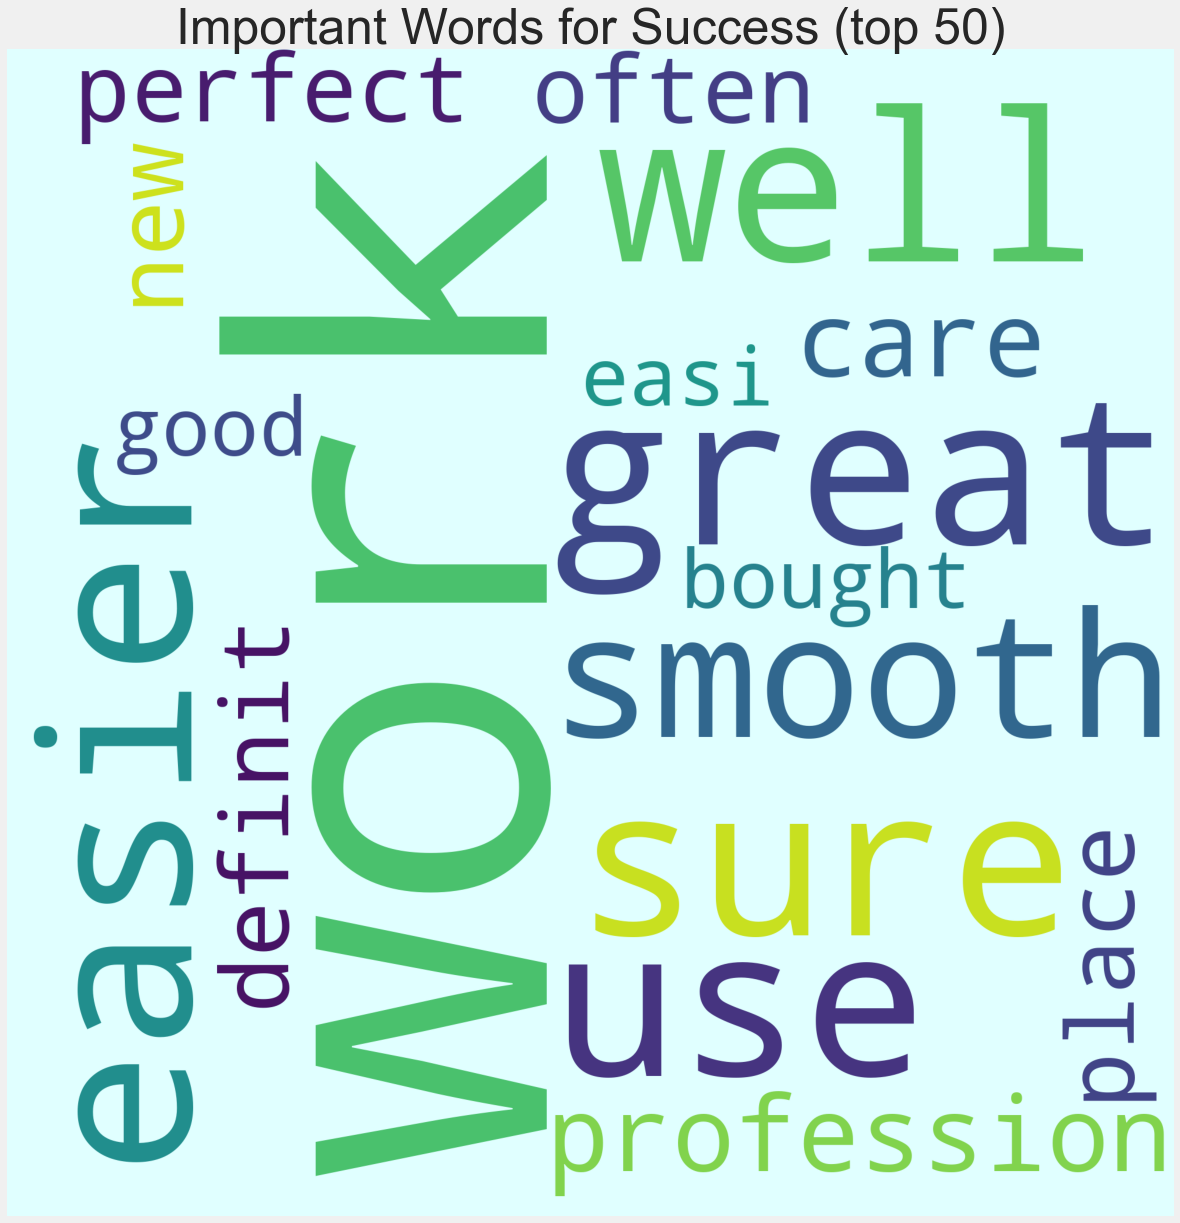 Important Words for Success (top 50)
perfect
often
new
well
work
care
easi
good
great
easier
bought
smooth
definit
sure
place
use
profession